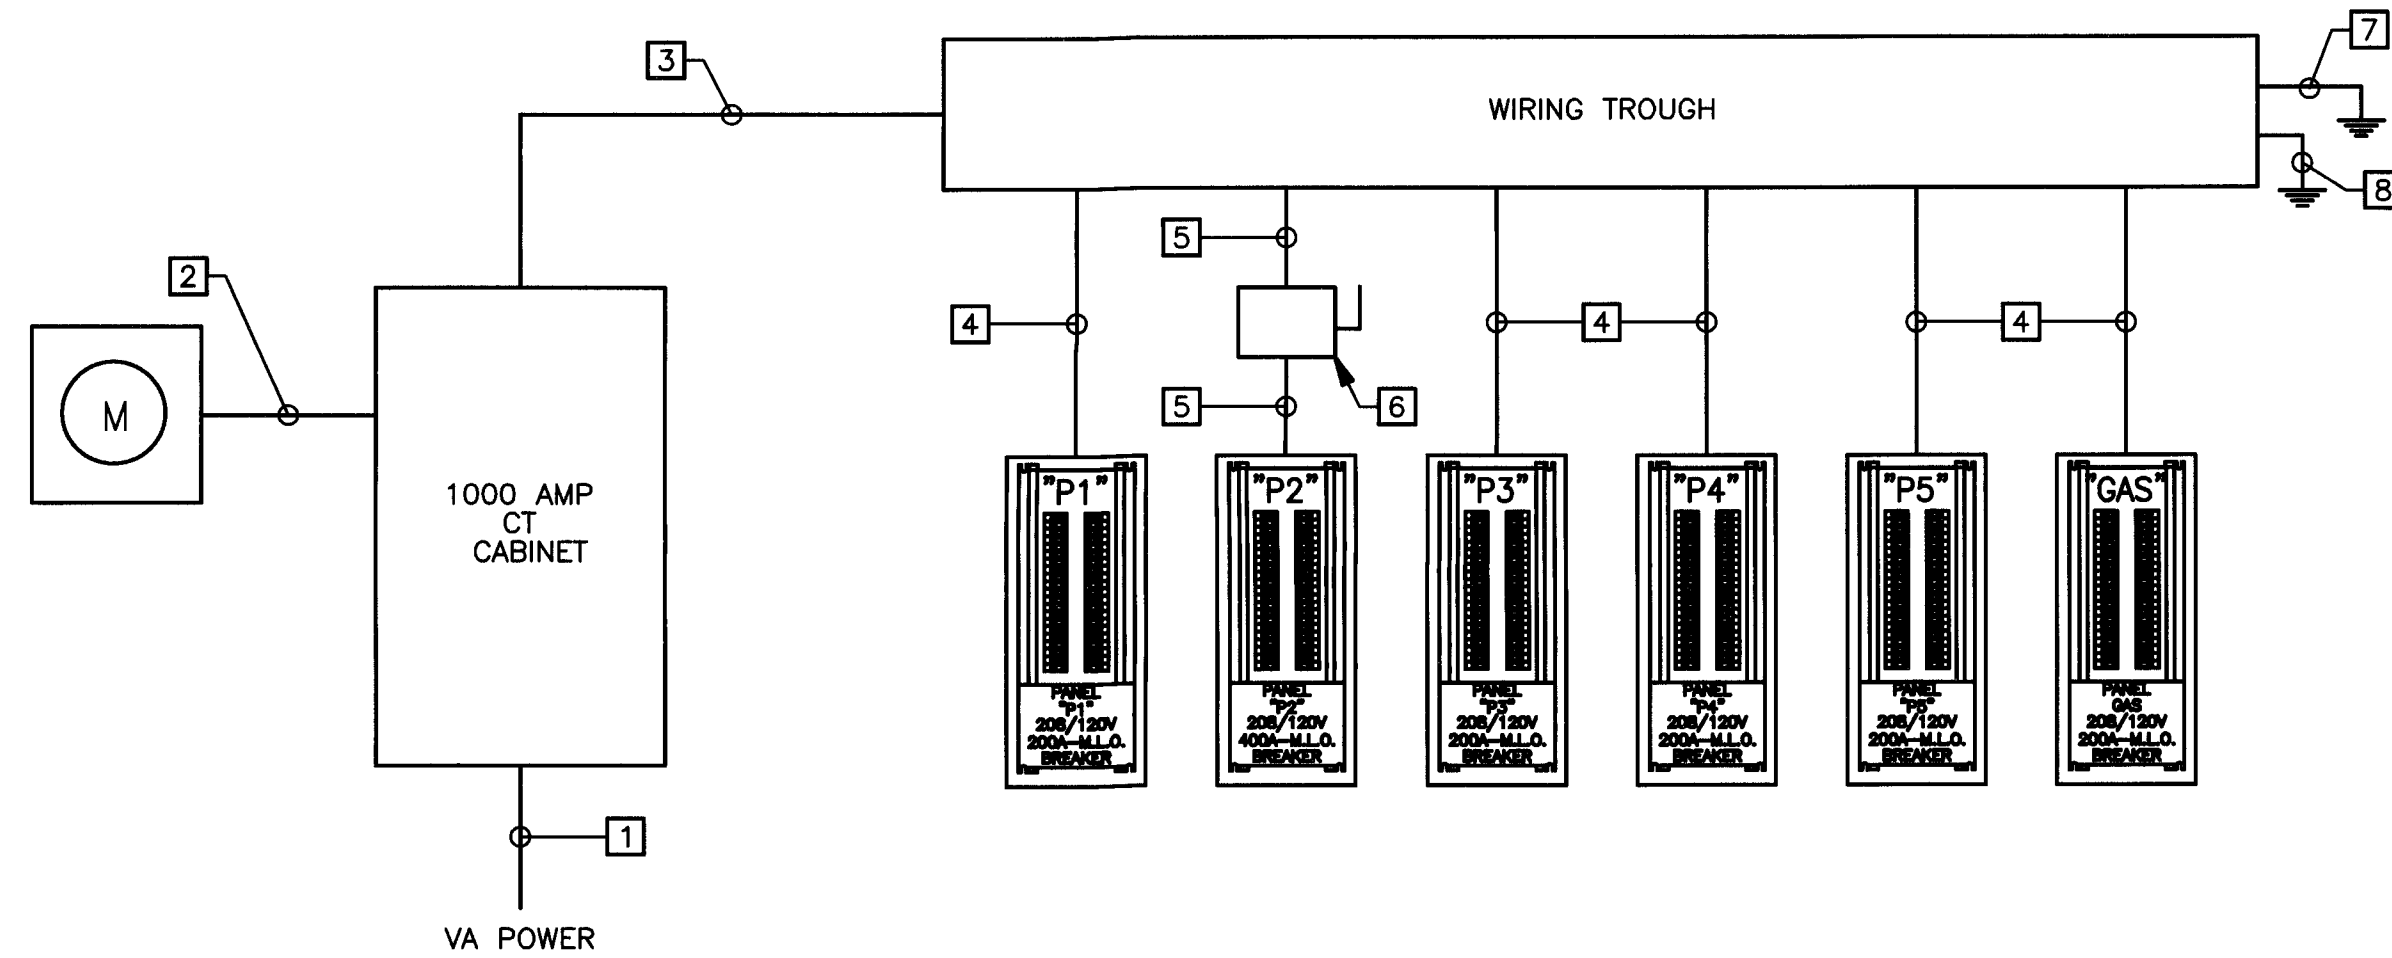 7
3
WIRING TROUGH
8
5
2
4
4
4
5
6
M
1000 AMP
CT
CABINET
"P1"
"P2"
"P3"
"P4"
"P5"
"GAS"
PANEL
"P1"
208/120V
200A-M.L.O.
BREAKER
PANEL
"P2"
208/120V
400A-M.L.O.
BREAKER
PANEL
"P3"
208/120V
200A-M.L.O.
BREAKER
PANEL
"P4"
208/120V
200A-M.L.O.
BREAKER
PANEL
"P5"
208/120V
200A-M.L.O.
BREAKER
PANEL
GAS
208/120V
200A-M.L.O.
BREAKER
1
VA POWER